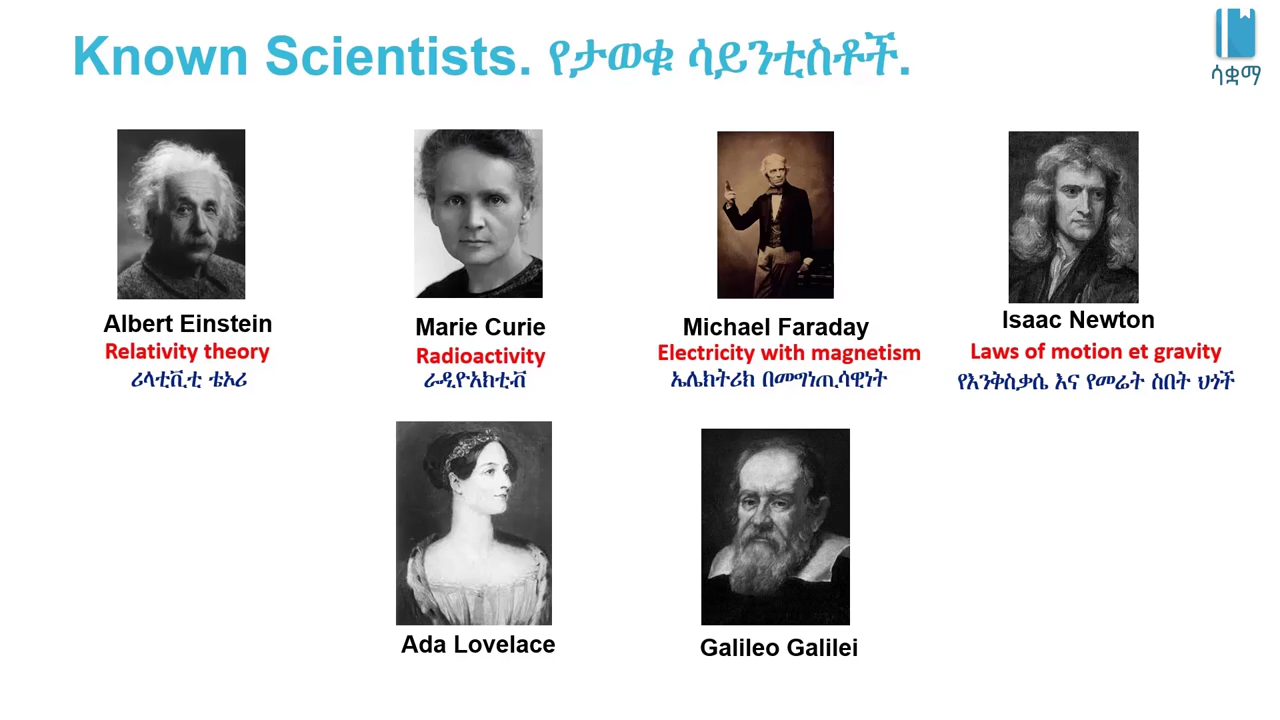 Known Scientists. የታወቁ ሳይንቲስቶች.
ሳቋማ
Albert Einstein
Relativity theory
ሪላቲቪቲ ቴኦሪ
Marie Curie
Radioactivity
ራዲዮአክቲቭ
Michael Faraday
Electricity with magnetism
ኤሌክትሪክ በመግነጢሳዊነት
Isaac Newton
Laws of motion et gravity
የእንቅስቃሴ እና የመሬት ስበት ህጎች
Ada Lovelace
Galileo Galilei